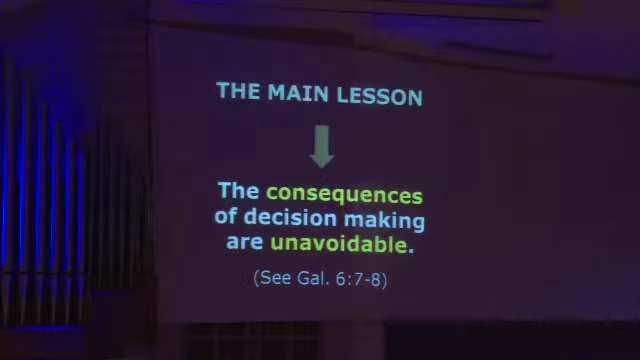 THE MAIN LESSON
The consequences
of decision making
are unavoidable.
(See Gal. 6:7-8)